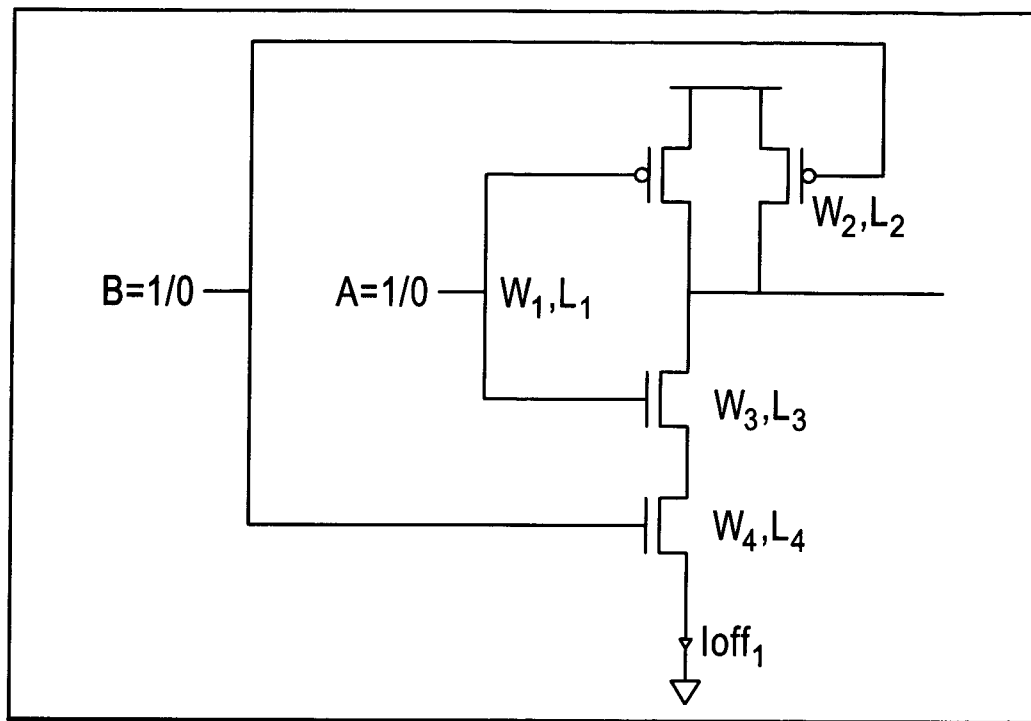 W₂,L₂
B=1/0
A=1/0
W₁,L₁
W₃,L₃
W₄,L₄
Ioff₁